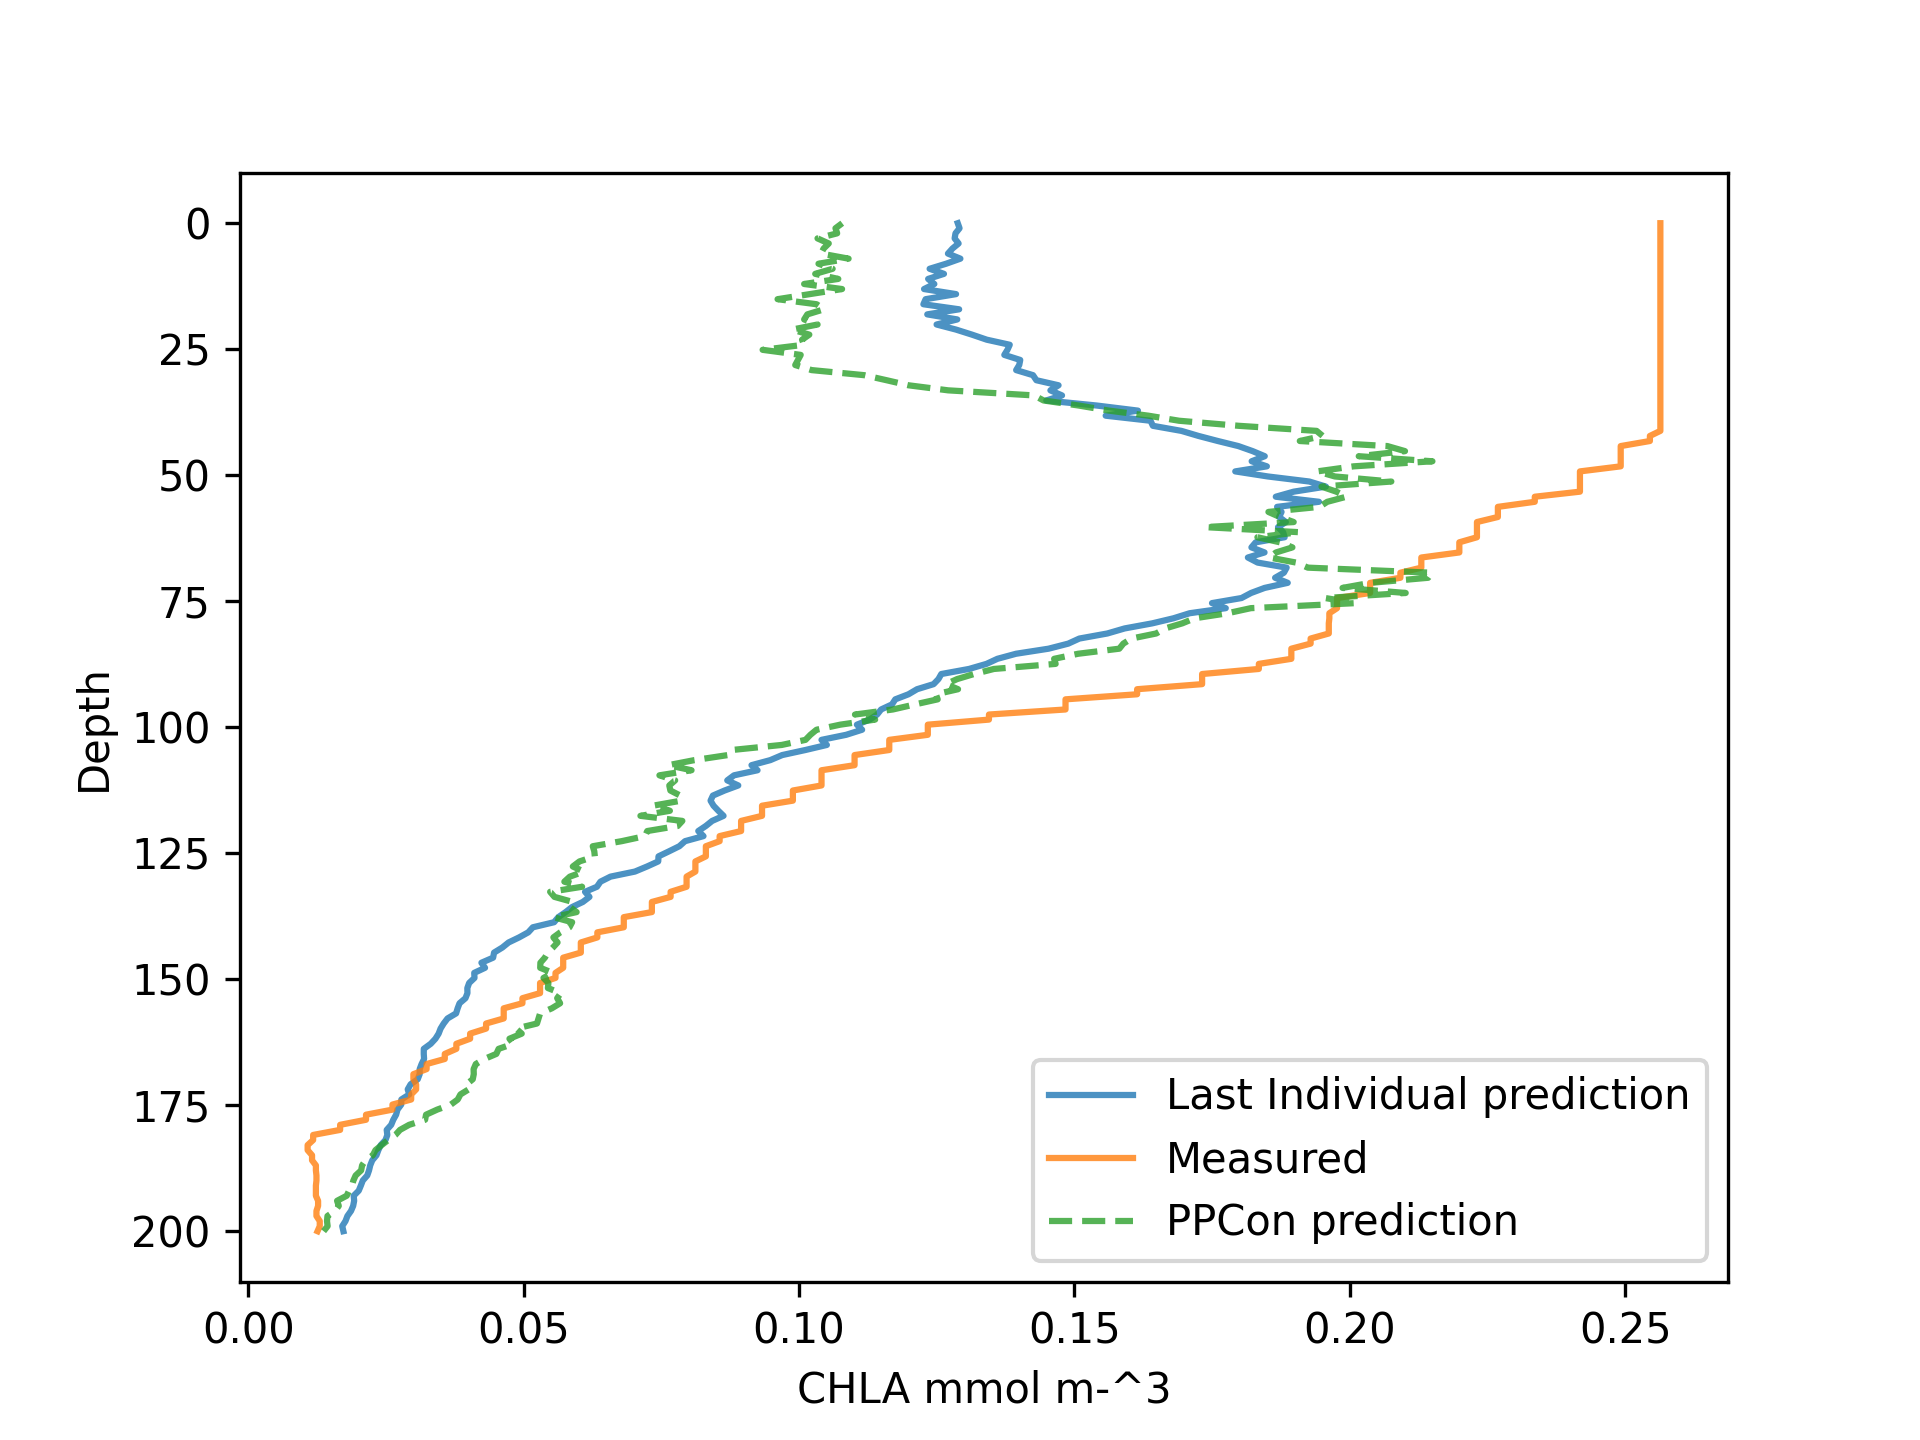 0
25
50
75
100
125
150
175
200
Depth
0.00 0.05 0.10 0.15 0.20 0.25
CHLA mmol m-^3
Last Individual prediction
Measured
PPCon prediction